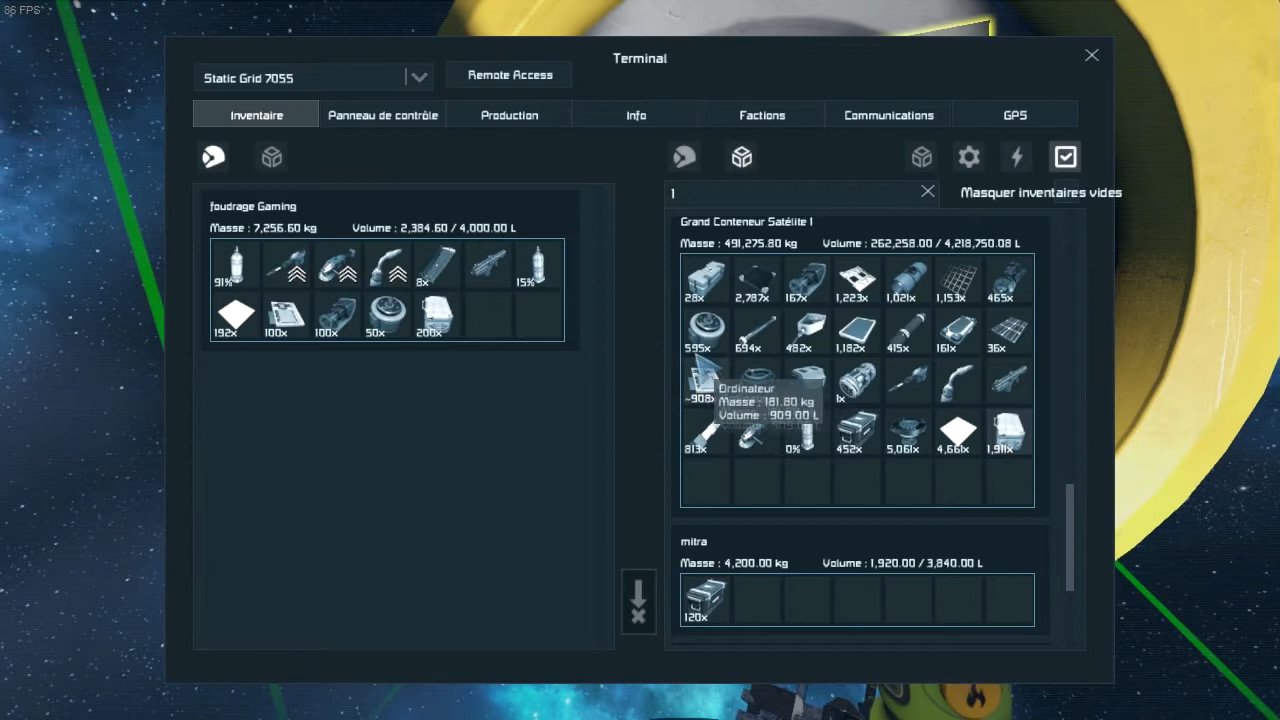 86 FPS
Terminal
Static Grid 7055
Remote Access
Inventaire
Panneau de contrôle
Production
Info
Factions
Communications
GPS
1
Masquer inventaires vides
foudrage Gaming
Masse : 7,256.60 kg
Volume : 2,384.60 / 4,000.00 L
91%
8x
15%
192x
100x
100x
50x
200x
Grand Conteneur Satélite 1
Masse : 491,275.80 kg
Volume : 262,258.00 / 4,218,750.08 L
28x
2,787x
167x
1,223x
1,021x
1,153x
465x
595x
694x
482x
1,182x
415x
161x
36x
~908x
1x
Ordinateur
Masse : 181.80 kg
Volume : 909.00 L
813x
0%
452x
5,061x
4,661x
1,911x
mitra
Masse : 4,200.00 kg
Volume : 1,920.00 / 3,840.00 L
120x